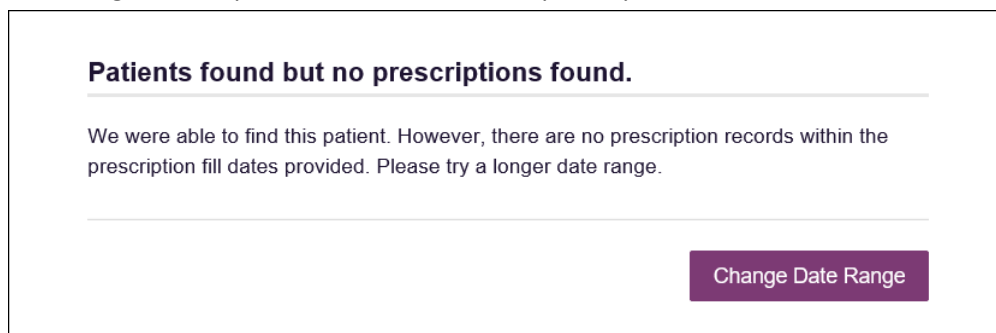 Patients found but no prescriptions found.
We were able to find this patient. However, there are no prescription records within the
prescription fill dates provided. Please try a longer date range.
Change Date Range